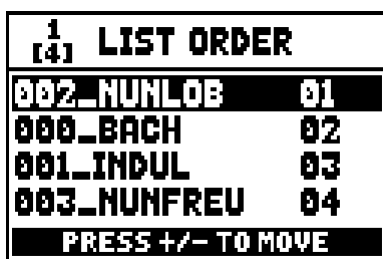 1
[4] LIST ORDER
002_NUNLOB 01
000_BACH 02
001_INDUL 03
003_NUNFREU 04
PRESS +/- TO MOVE